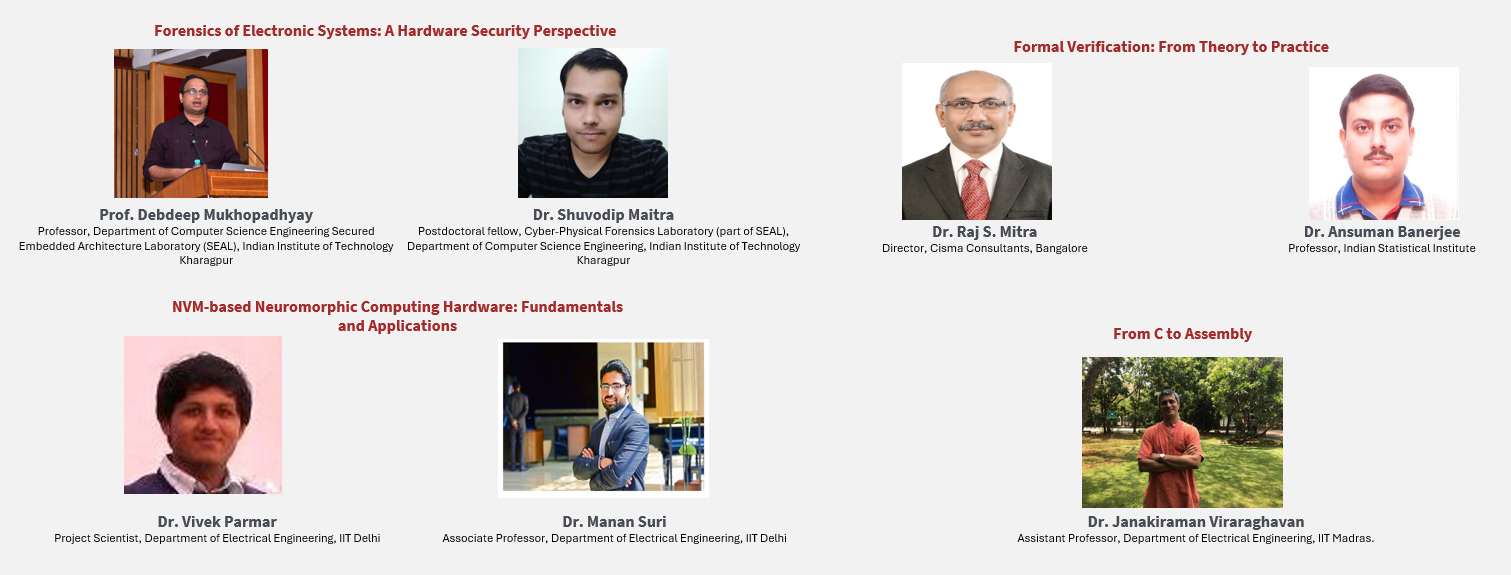 Forensics of Electronic Systems: A Hardware Security Perspective
Prof. Debdeep Mukhopadhyay
Professor, Department of Computer Science Engineering Secured
Embedded Architecture Laboratory (SEAL), Indian Institute of Technology
Kharagpur
Dr. Shuvodip Maitra
Postdoctoral fellow, Cyber-Physical Forensics Laboratory (part of SEAL),
Department of Computer Science Engineering, Indian Institute of Technology
Kharagpur
Formal Verification: From Theory to Practice
Dr. Raj S. Mitra
Director, Cisma Consultants, Bangalore
Dr. Ansuman Banerjee
Professor, Indian Statistical Institute
NVM-based Neuromorphic Computing Hardware: Fundamentals
and Applications
Dr. Vivek Parmar
Project Scientist, Department of Electrical Engineering, IIT Delhi
Dr. Manan Suri
Associate Professor, Department of Electrical Engineering, IIT Delhi
From C to Assembly
Dr. Janakiraman Viraraghavan
Assistant Professor, Department of Electrical Engineering, IIT Madras.